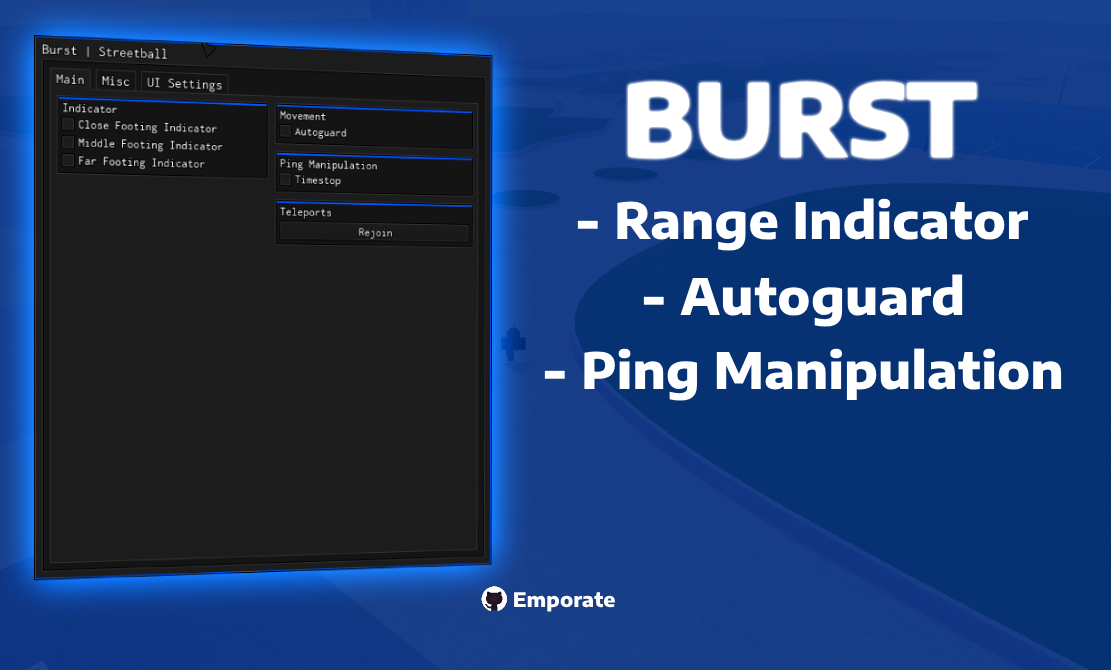 Burst | Streetball
Main Misc UI Settings
Indicator
Close Footing Indicator
Middle Footing Indicator
Far Footing Indicator
Movement
Autoguard
Ping Manipulation
Timestop
Teleports
Rejoin
BURST
- Range Indicator
- Autoguard
- Ping Manipulation
Emporate